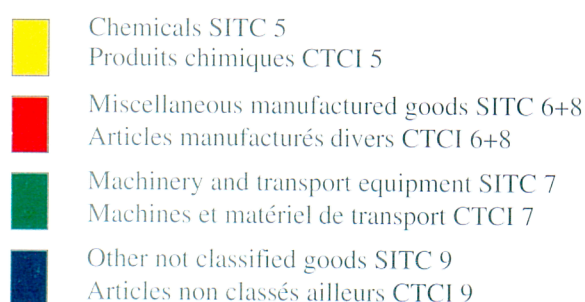 Chemicals SITC 5
Produits chimiques CTCI 5
Miscellaneous manufactured goods SITC 6+8
Articles manufacturés divers CTCI 6+8
Machinery and transport equipment SITC 7
Machines et matériel de transport CTCI 7
Other not classified goods SITC 9
Articles non classés ailleurs CTCI 9